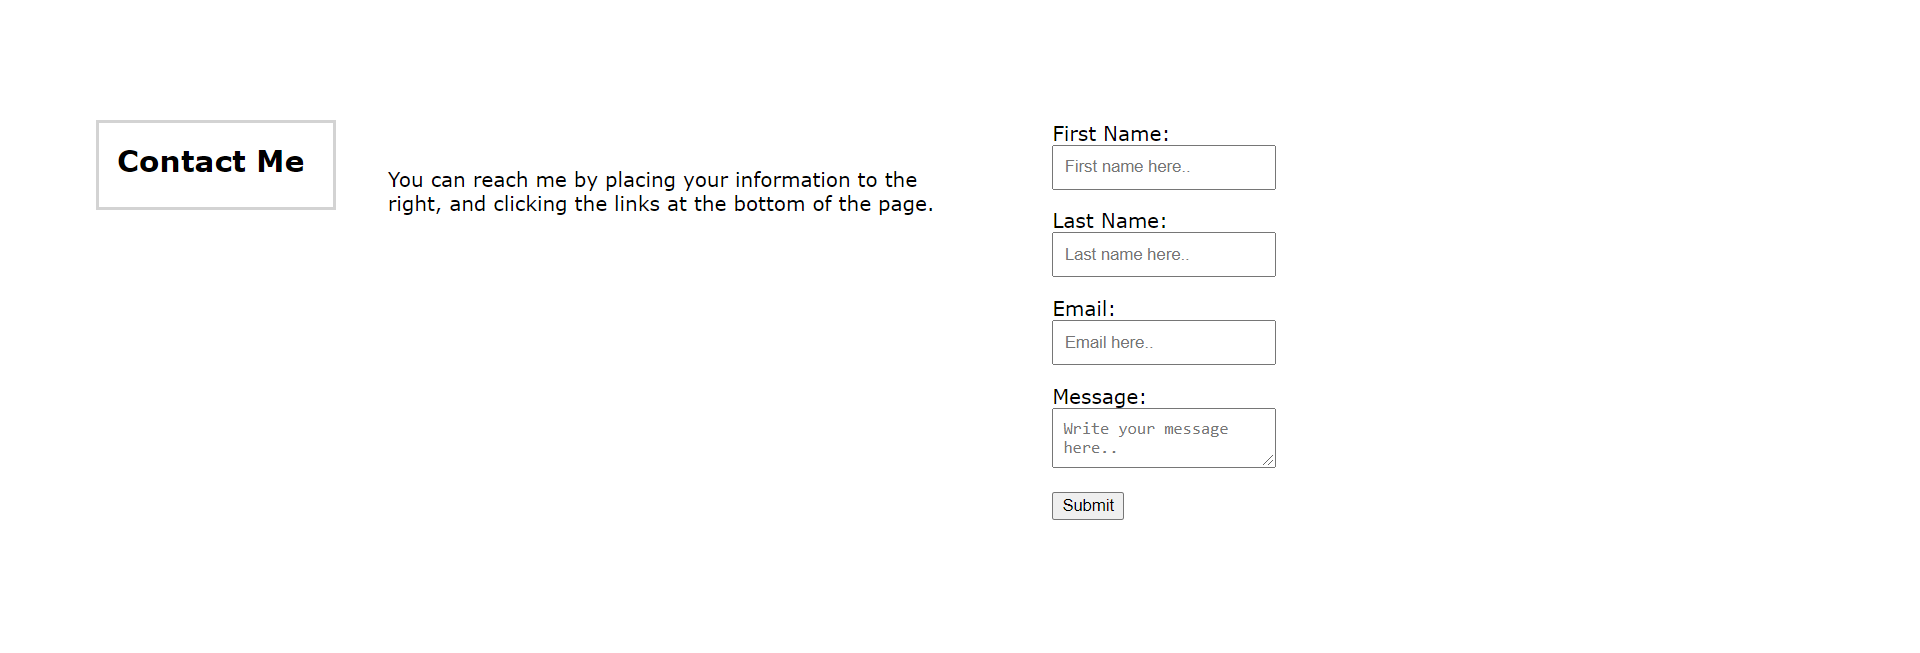 Contact Me
You can reach me by placing your information to the
right, and clicking the links at the bottom of the page.
First Name:
First name here..
Last Name:
Last name here..
Email:
Email here..
Message:
Write your message
here..
Submit